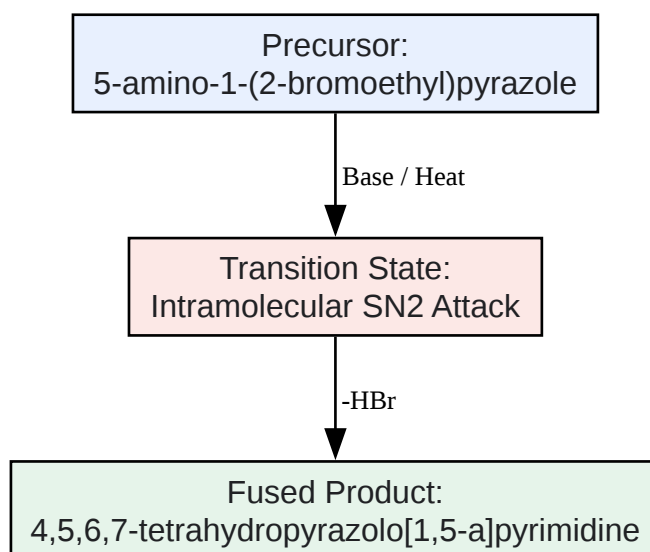 Precursor:
5-amino-1-(2-bromoethyl)pyrazole
Base / Heat
Transition State:
Intramolecular SN2 Attack
-HBr
Fused Product:
4,5,6,7-tetrahydropyrazolo[1,5-a]pyrimidine